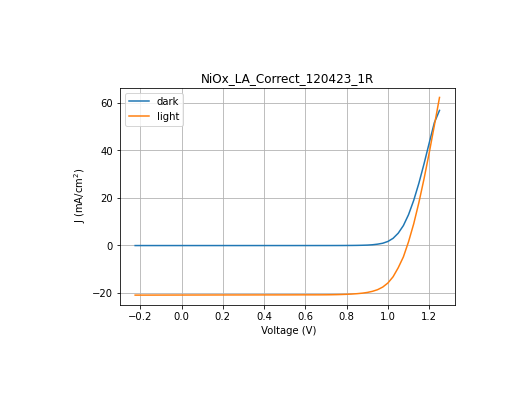 NiOx_LA_Correct_120423_1R
dark
light
60
40
20
0
−20
J (mA/cm²)
−0.2 0.0 0.2 0.4 0.6 0.8 1.0 1.2
Voltage (V)